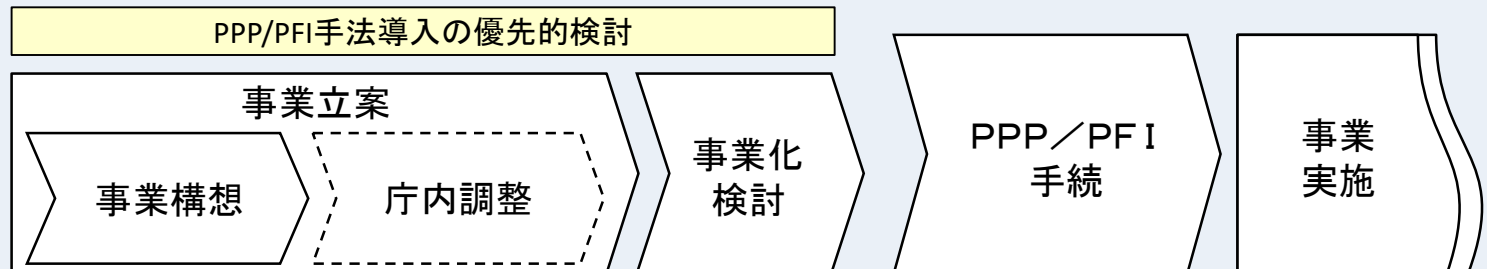 PPP/PFI手法導入の優先的検討
事業立案
事業構想
庁内調整
事業化
検討
ＰＰＰ／ＰＦＩ
手続
事業
実施